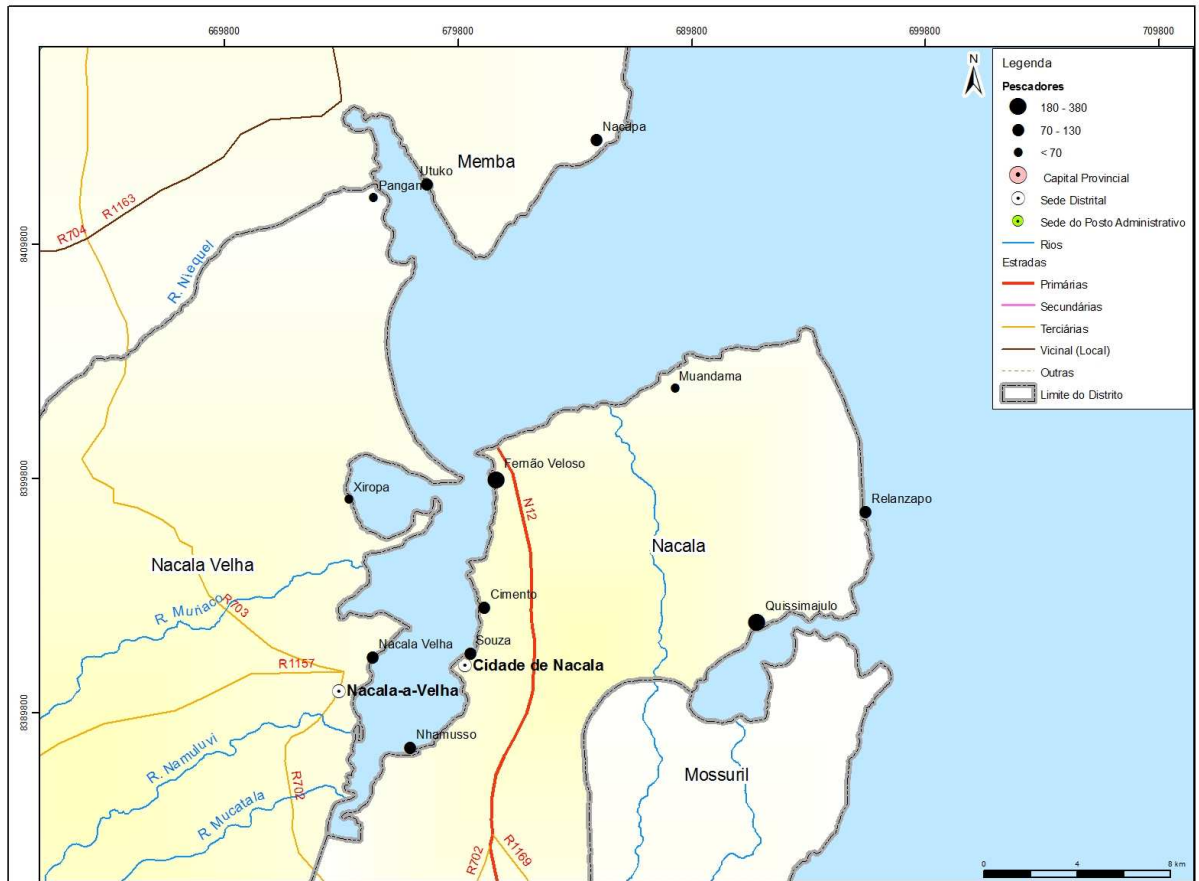 669800
679800
689800
699800
709800
8409800
8399800
8389800
N
Legenda
Pescadores
180 - 380
70 - 130
< 70
Capital Provincial
Sede Distrital
Sede do Posto Administrativo
Rios
Estradas
Primárias
Secundárias
Terciárias
Vicinal (Local)
Outras
Limite do Distrito
Nacapa
Memba
Utuko
Pangan
R1163
R704
Muandama
Fernão Veloso
Xiropa
N12
Relanzapo
Nacala
Nacala Velha
R703
Cimento
Quissimajulo
Souza
Nacala Velha
Cidade de Nacala
R1157
Nacala-a-Velha
Nhamusso
R. Namuluvi
Mossuril
R702
R. Mucatala
R702
R1169
0 4 8 km